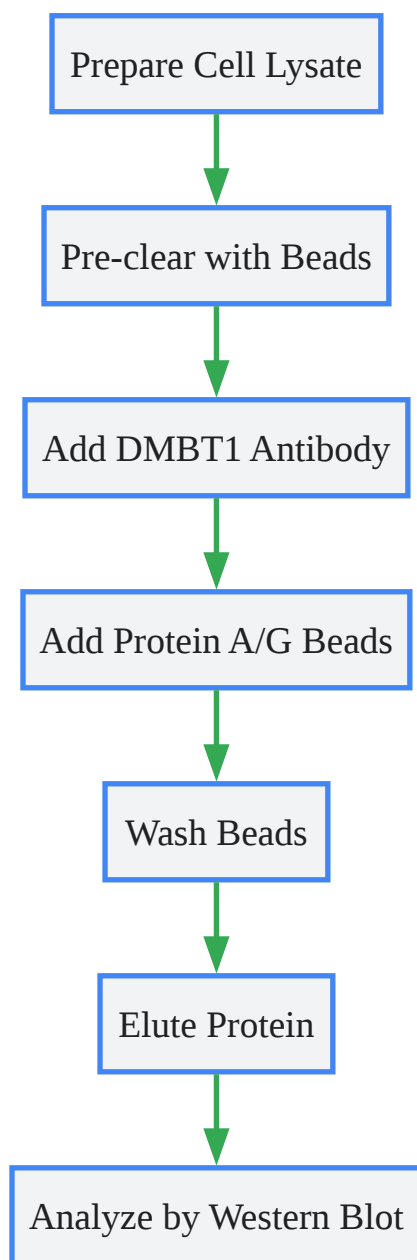 Prepare Cell Lysate
Pre-clear with Beads
Add DMBT1 Antibody
Add Protein A/G Beads
Wash Beads
Elute Protein
Analyze by Western Blot